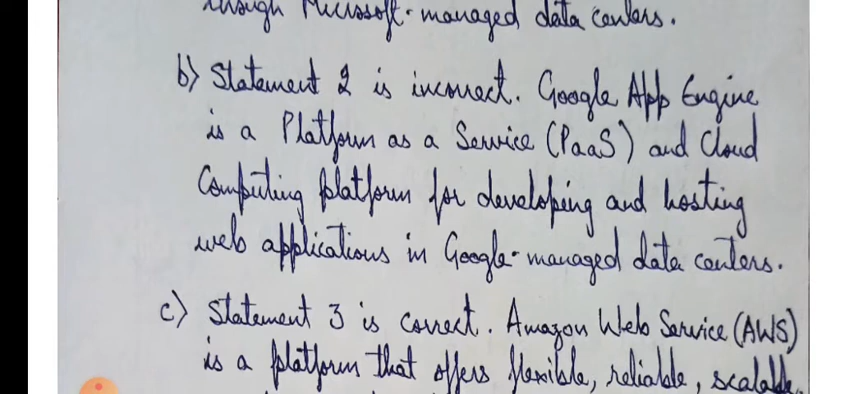 through Microsoft-managed data centers.
b) Statement 2 is incorrect. Google App Engine
is a Platform as a Service (PaaS) and Cloud
Computing platform for developing and hosting
web applications in Google-managed data centers.
c) Statement 3 is correct. Amazon Web Service (AWS)
is a platform that offers flexible, reliable, scalable,